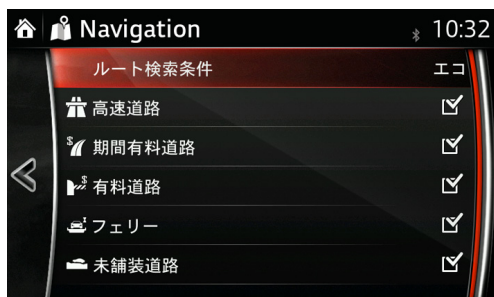 Navigation 10:32
ルート検索条件 エコ
高速道路
期間有料道路
有料道路
フェリー
未舗装道路